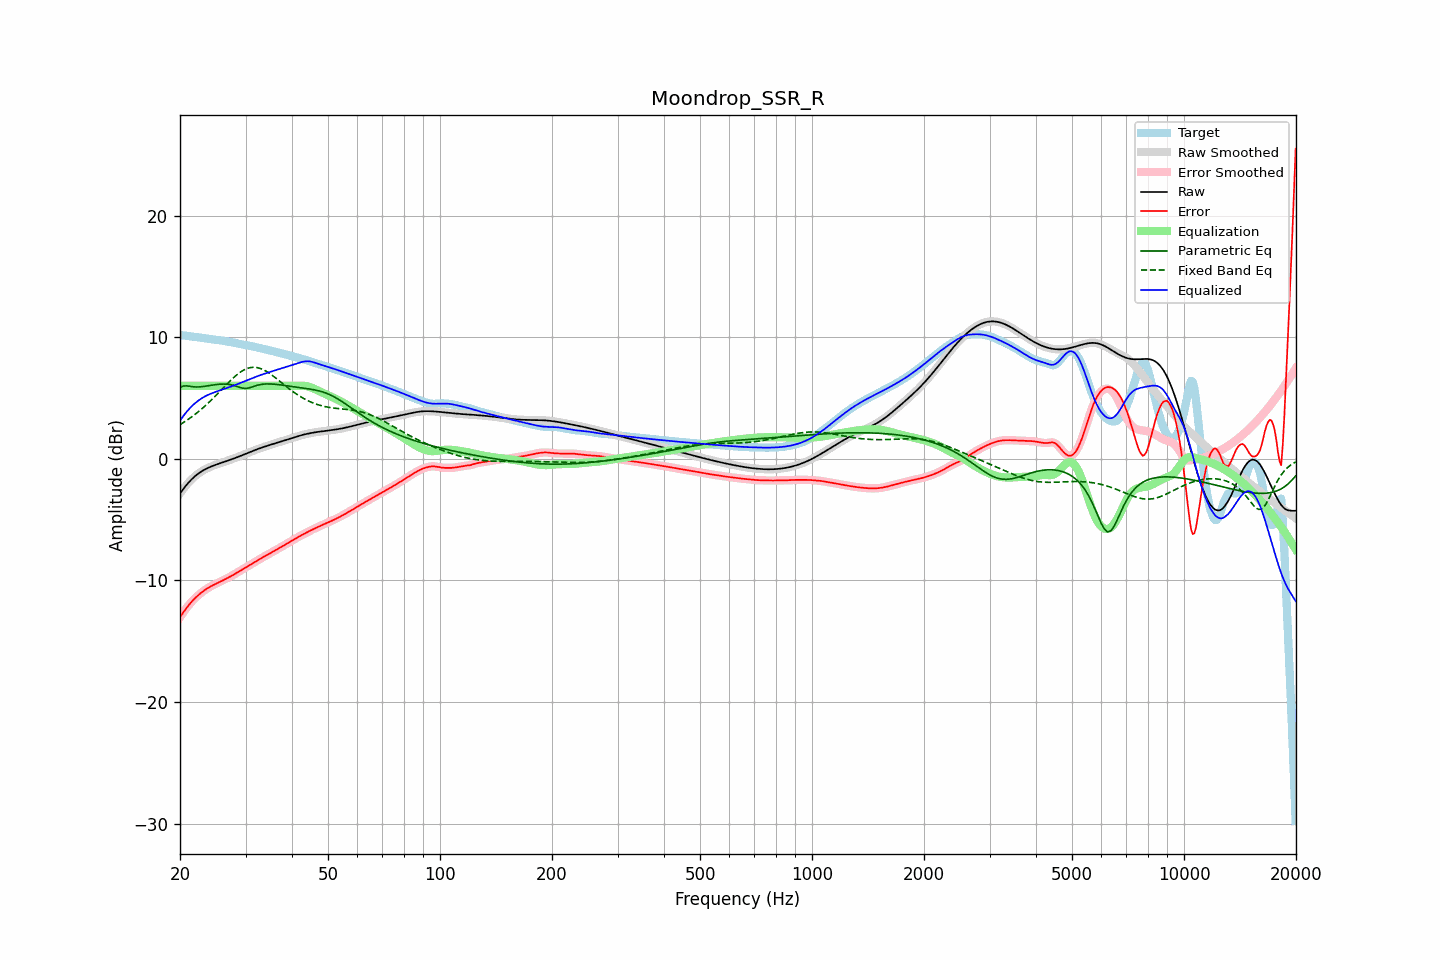 Moondrop_SSR_R
Target
Raw Smoothed
Error Smoothed
Raw
Error
Equalization
Parametric Eq
Fixed Band Eq
Equalized
20
10
0
−10
−20
−30
Amplitude (dBr)
20 50 100 200 500 1000 2000 5000 10000 20000
Frequency (Hz)